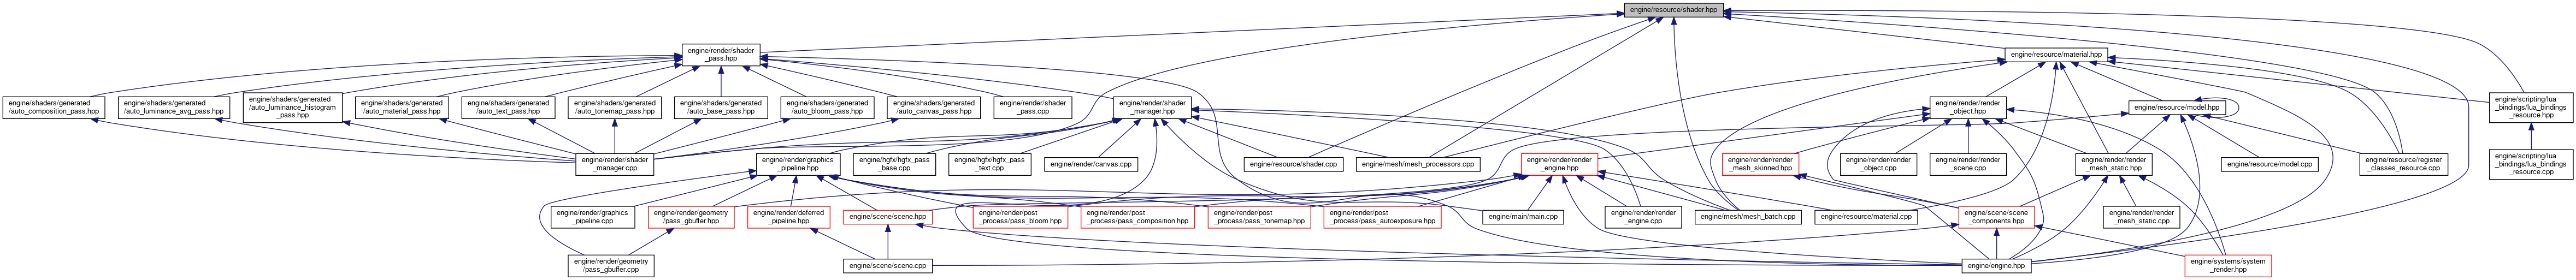 engine/resource/shader.hpp
engine/render/shader
_pass.hpp
engine/resource/material.hpp
engine/shaders/generated
/auto_composition_pass.hpp
engine/shaders/generated
/auto_luminance_avg_pass.hpp
engine/shaders/generated
/auto_luminance_histogram
_pass.hpp
engine/shaders/generated
/auto_material_pass.hpp
engine/shaders/generated
/auto_text_pass.hpp
engine/shaders/generated
/auto_tonemap_pass.hpp
engine/shaders/generated
/auto_base_pass.hpp
engine/shaders/generated
/auto_bloom_pass.hpp
engine/shaders/generated
/auto_canvas_pass.hpp
engine/render/shader
_pass.cpp
engine/render/shader
_manager.hpp
engine/render/render
_object.hpp
engine/resource/model.hpp
engine/scripting/lua
_bindings/lua_bindings
_resource.hpp
engine/render/shader
_manager.cpp
engine/render/graphics
_pipeline.hpp
engine/hgfx/hgfx_pass
_base.cpp
engine/hgfx/hgfx_pass
_text.cpp
engine/render/canvas.cpp
engine/resource/shader.cpp
engine/mesh/mesh_processors.cpp
engine/render/render
_engine.hpp
engine/render/render
_mesh_skinned.hpp
engine/render/render
_object.cpp
engine/render/render
_scene.cpp
engine/render/render
_mesh_static.hpp
engine/resource/model.cpp
engine/resource/register
_classes_resource.cpp
engine/scripting/lua
_bindings/lua_bindings
_resource.cpp
engine/render/graphics
_pipeline.cpp
engine/render/geometry
/pass_gbuffer.hpp
engine/render/deferred
_pipeline.hpp
engine/scene/scene.hpp
engine/render/post
_process/pass_bloom.hpp
engine/render/post
_process/pass_composition.hpp
engine/render/post
_process/pass_tonemap.hpp
engine/render/post
_process/pass_autoexposure.hpp
engine/main/main.cpp
engine/render/render
_engine.cpp
engine/mesh/mesh_batch.cpp
engine/resource/material.cpp
engine/scene/scene
_components.hpp
engine/render/render
_mesh_static.cpp
engine/render/geometry
/pass_gbuffer.cpp
engine/scene/scene.cpp
engine/engine.hpp
engine/systems/system
_render.hpp